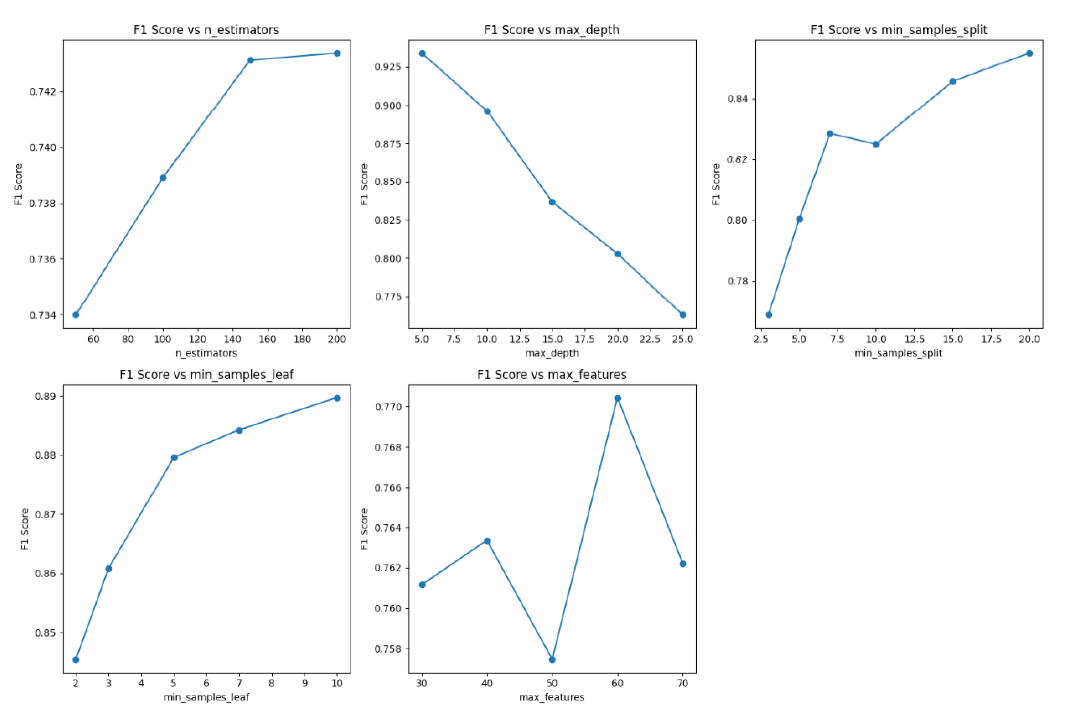 F1 Score vs n_estimators
F1 Score
0.742
0.740
0.738
0.736
0.734
60 80 100 120 140 160 180 200
n_estimators
F1 Score vs max_depth
F1 Score
0.925
0.900
0.875
0.850
0.825
0.800
0.775
5.0 7.5 10.0 12.5 15.0 17.5 20.0 22.5 25.0
max_depth
F1 Score vs min_samples_split
F1 Score
0.84
0.62
0.80
0.78
2.5 5.0 7.5 10.0 12.5 15.0 17.5 20.0
min_samples_split
F1 Score vs min_samples_leaf
F1 Score
0.89
0.88
0.87
0.86
0.85
2 3 4 5 6 7 8 9 10
min_samples_leaf
F1 Score vs max_features
F1 Score
0.770
0.768
0.766
0.764
0.762
0.760
0.758
30 40 50 60 70
max_features